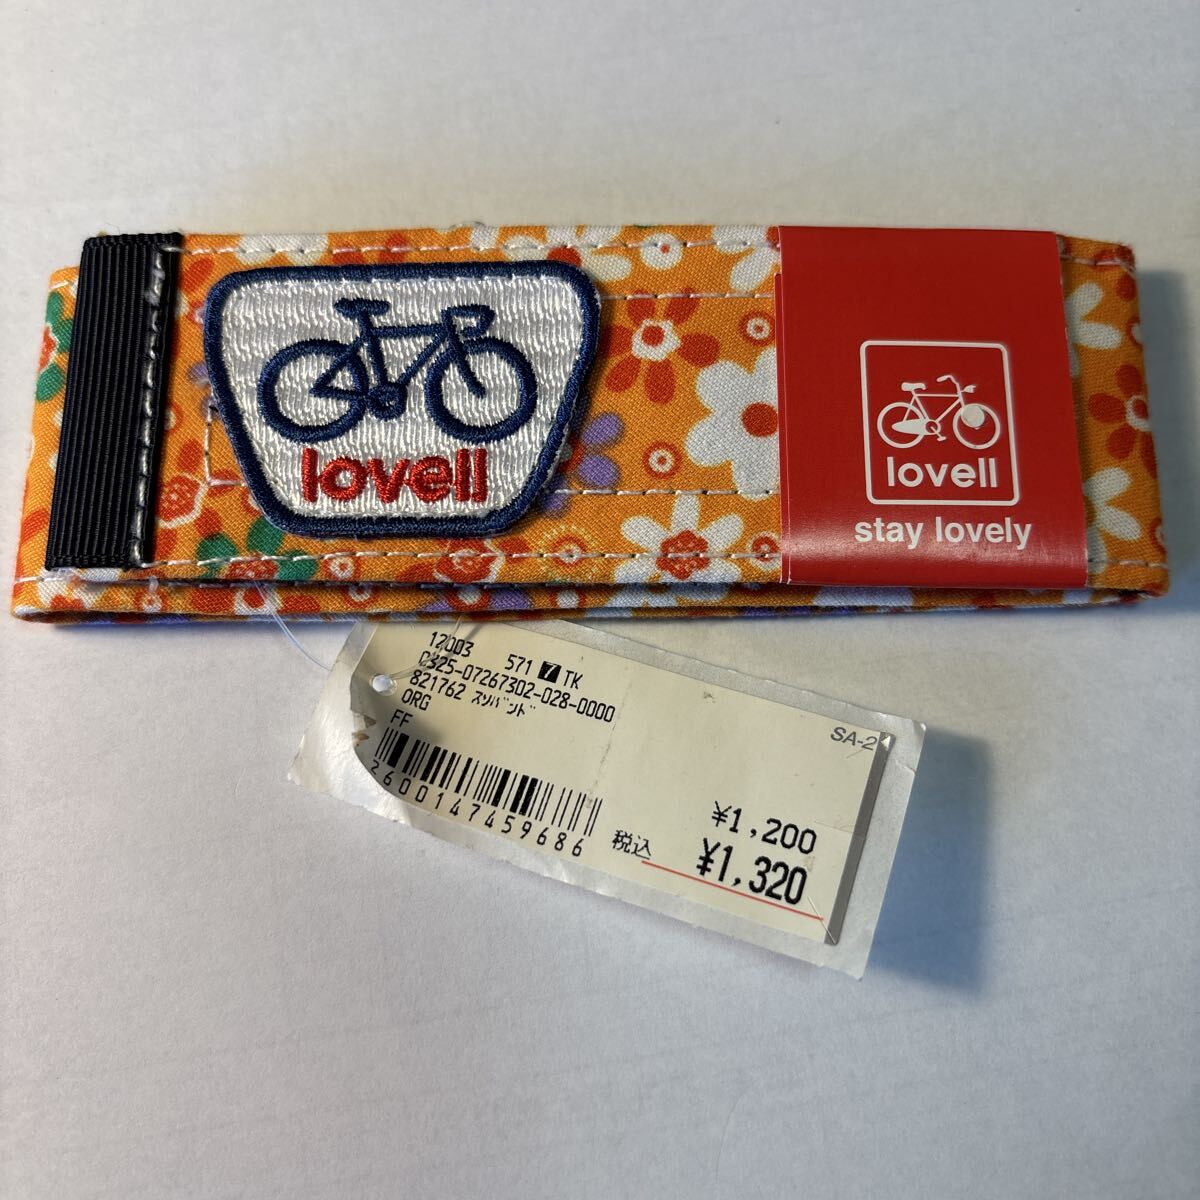 lovell
lovell
stay lovely
12003 571 7 TK
0325-07267302-028-0000
821762 スソバンド
ORG
FF
SA-2
2600147459686
¥1,200
税込 ¥1,320